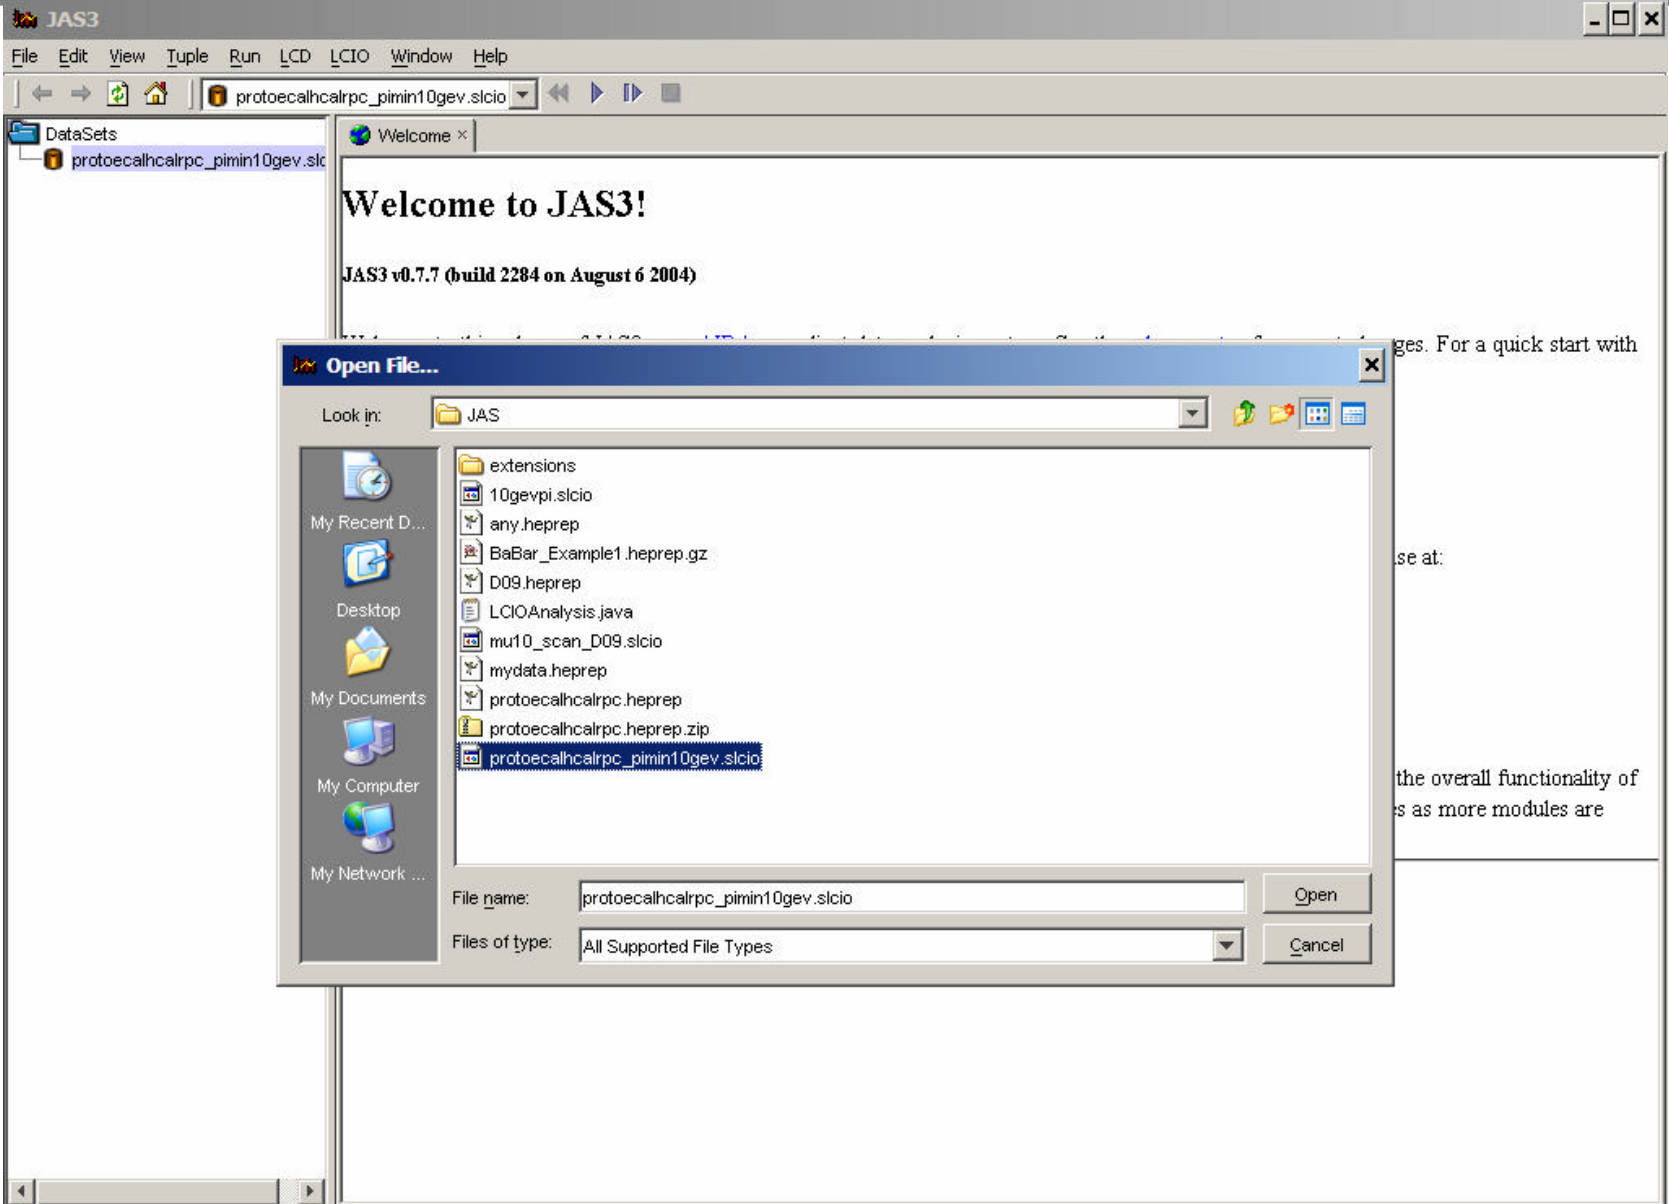 JAS3
File Edit View Tuple Run LCD LCIO Window Help
protoecalhcalrpc_pimin10gev.slcio
DataSets
protoecalhcalrpc_pimin10gev.slc
Welcome ×
Welcome to JAS3!
JAS3 v0.7.7 (build 2284 on August 6 2004)
ges. For a quick start with
Open File...
Look in: JAS
extensions
10gevpi.slcio
My Recent D...
any.heprep
BaBar_Example1.heprep.gz
se at:
D09.heprep
Desktop
LCIOAnalysis.java
mu10_scan_D09.slcio
mydata.heprep
My Documents
protoecalhcalrpc.heprep
protoecalhcalrpc.heprep.zip
protoecalhcalrpc_pimin10gev.slcio
My Computer
the overall functionality of
s as more modules are
My Network ...
File name: protoecalhcalrpc_pimin10gev.slcio Open
Files of type: All Supported File Types Cancel